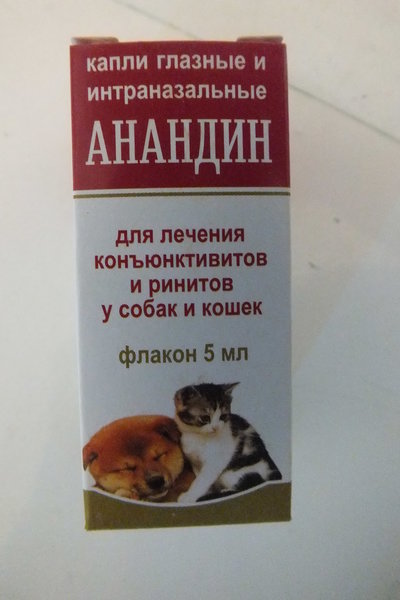 капли глазные и
интраназальные
АНАНДИН
для лечения
конъюнктивитов
и ринитов
у собак и кошек
флакон 5 мл